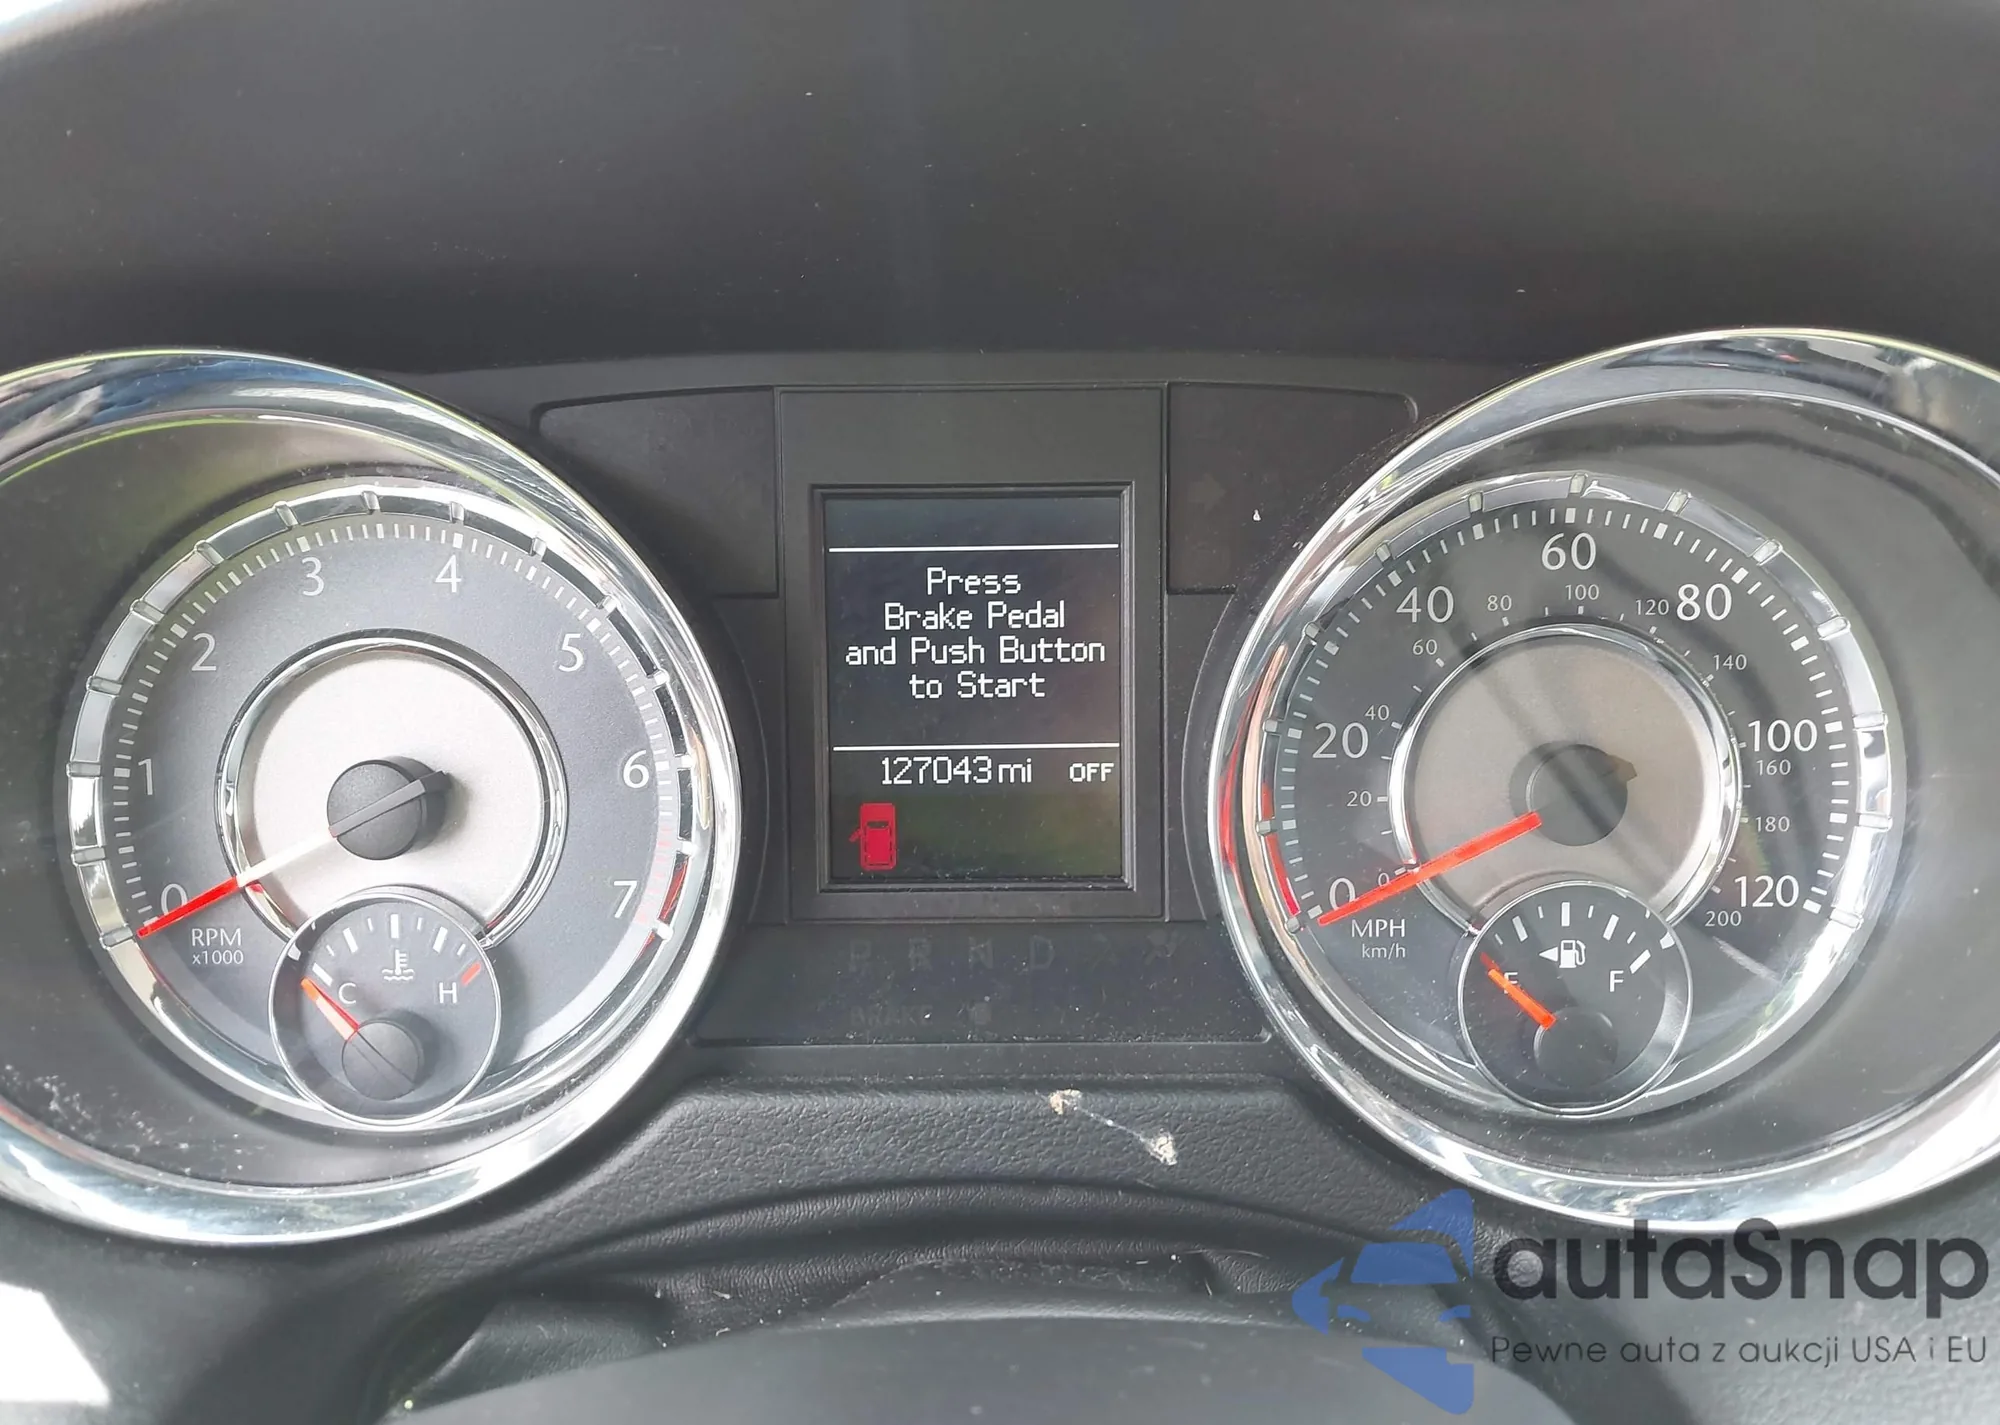 Press
Brake Pedal
and Push Button
to Start
127043 mi OFF
0 1 2 3 4 5 6 7
RPM
x1000
C H
0 20 40 60 80 100 120
0 20 40 60 80 100 120 140 160 180 200
MPH
km/h
E F
P R N D
BRAKE
autaSnap
Pewne auta z aukcji USA i EU